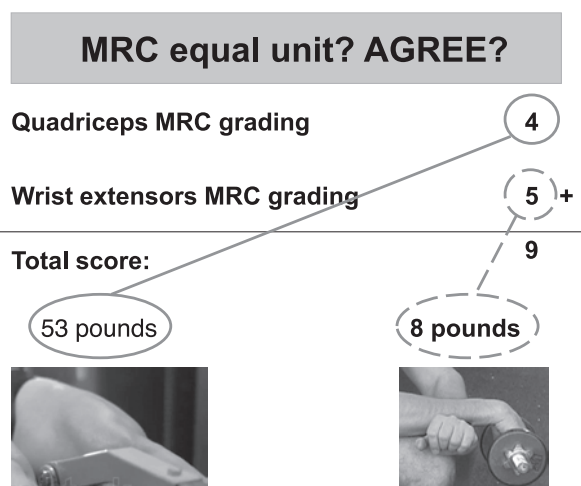 MRC equal unit? AGREE?
Quadriceps MRC grading 4
Wrist extensors MRC grading 5 +
Total score: 9
53 pounds 8 pounds